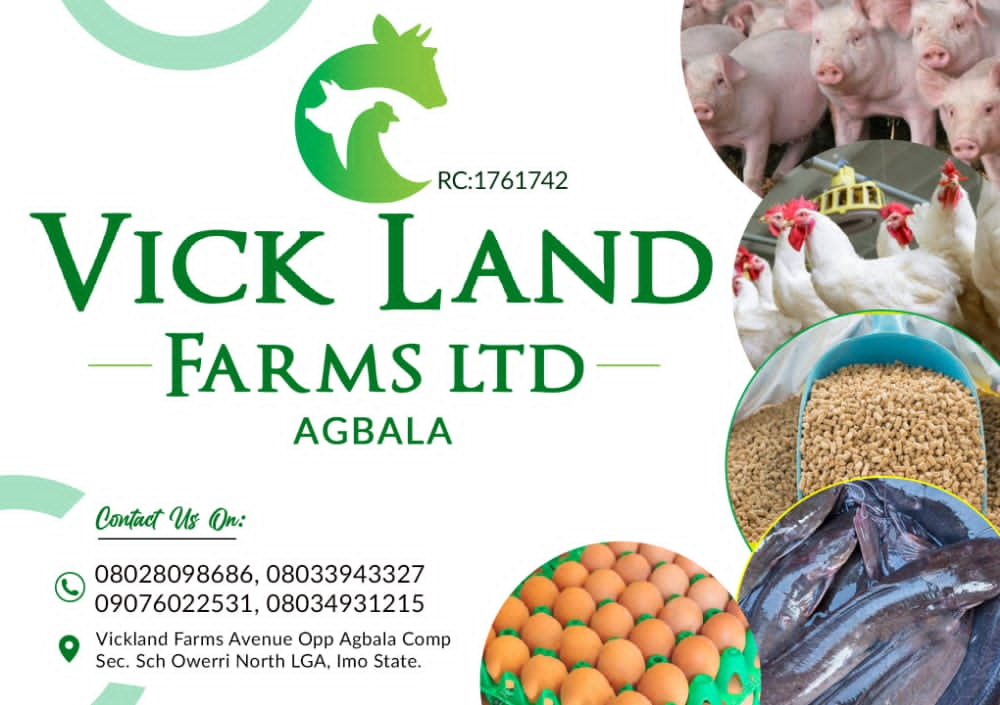 RC:1761742
VICK LAND
FARMS LTD
AGBALA
Contact Us On:
08028098686, 08033943327
09076022531, 08034931215
Vickland Farms Avenue Opp Agbala Comp
Sec. Sch Owerri North LGA, Imo State.